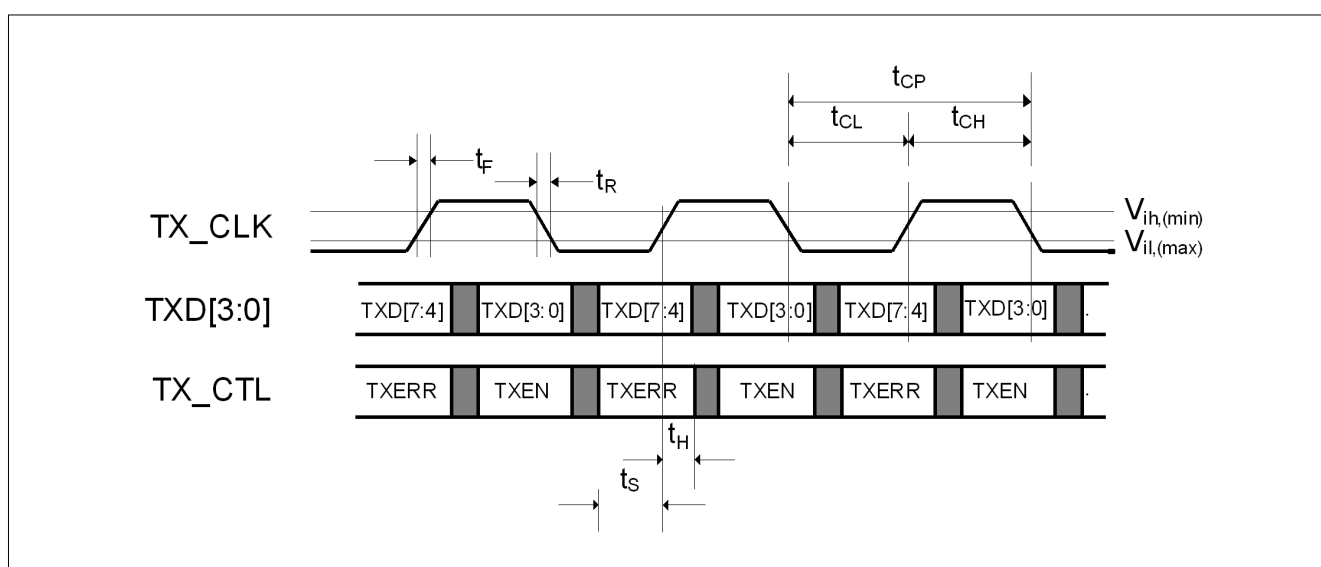 tCP
tCL tCH
tF
tR
TX_CLK
Vih,(min)
Vil,(max)
TXD[3:0] TXD[7:4] TXD[3:0] TXD[7:4] TXD[3:0] TXD[7:4] TXD[3:0] .
TX_CTL TXERR TXEN TXERR TXEN TXERR TXEN .
tH
tS